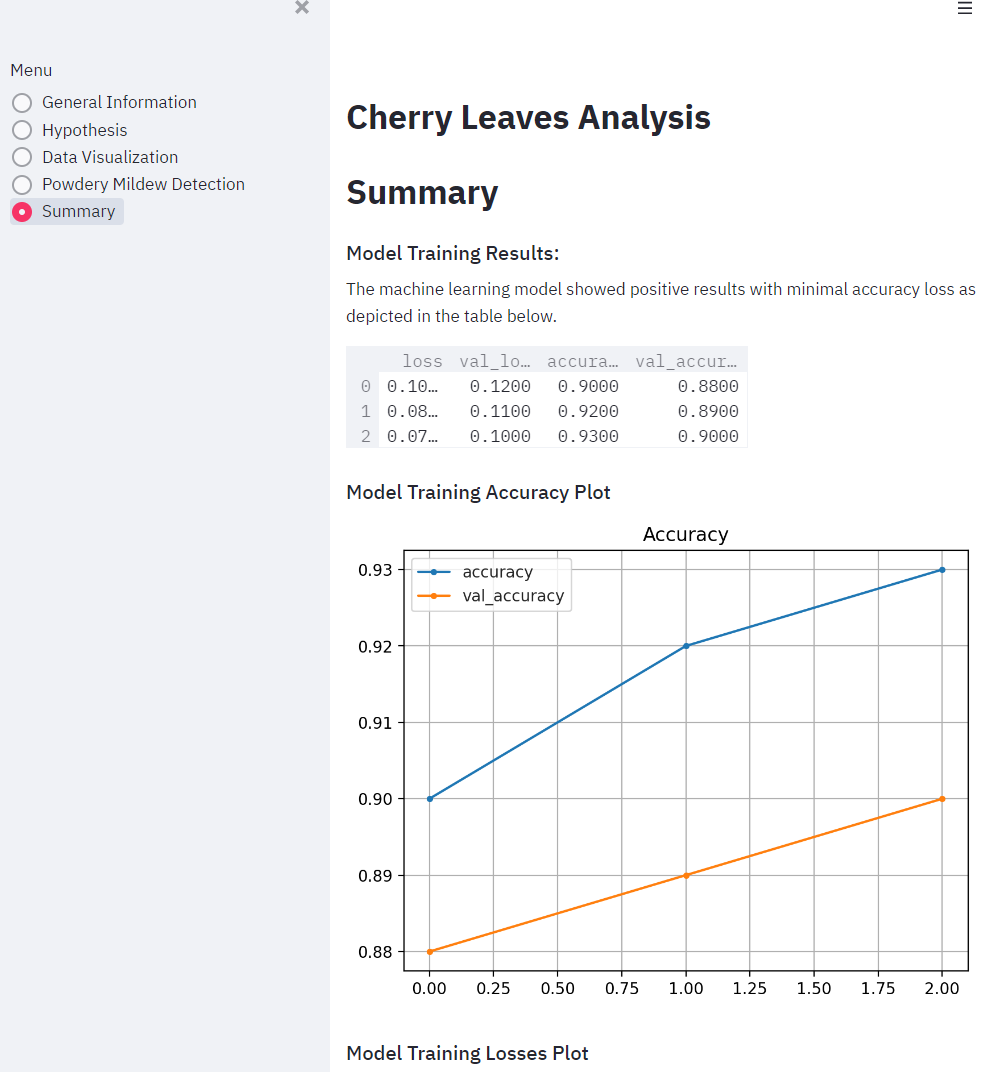 Menu
General Information
Hypothesis
Data Visualization
Powdery Mildew Detection
Summary
Cherry Leaves Analysis
Summary
Model Training Results:
The machine learning model showed positive results with minimal accuracy loss as
depicted in the table below.
loss val_lo… accura… val_accur…
0 0.10… 0.1200 0.9000 0.8800
1 0.08… 0.1100 0.9200 0.8900
2 0.07… 0.1000 0.9300 0.9000
Model Training Accuracy Plot
Accuracy
accuracy
val_accuracy
0.93
0.92
0.91
0.90
0.89
0.88
0.00 0.25 0.50 0.75 1.00 1.25 1.50 1.75 2.00
Model Training Losses Plot